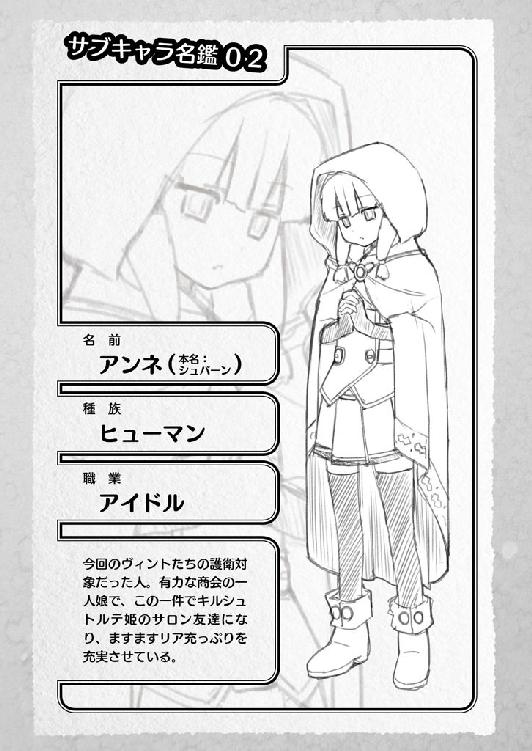 サブキャラ名鑑02
名前
アンネ(本名：
シュバーン)
種族
ヒューマン
職業
アイドル
今回のヴィントたちの護衛対
象だった人。有力な商会の一
人娘で、この一件でキルシュ
トルテ姫のサロン友達にな
り、ますますリア充っぷりを
充実させている。